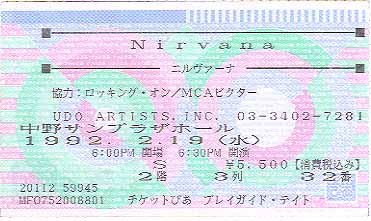 Nirvana
ニルヴァーナ
協力：ロッキング・オン／MCAビクター
UDO ARTISTS.INC. 03-3402-7281
中野サンプラザホール
1992. 2.19（水）
6:00PM 開場 6:30PM 開演
S ￥5,500［消費税込み］
2階 3列 32番
20112 59945
MF0752008801 チケットぴあ プレイガイド・テイト